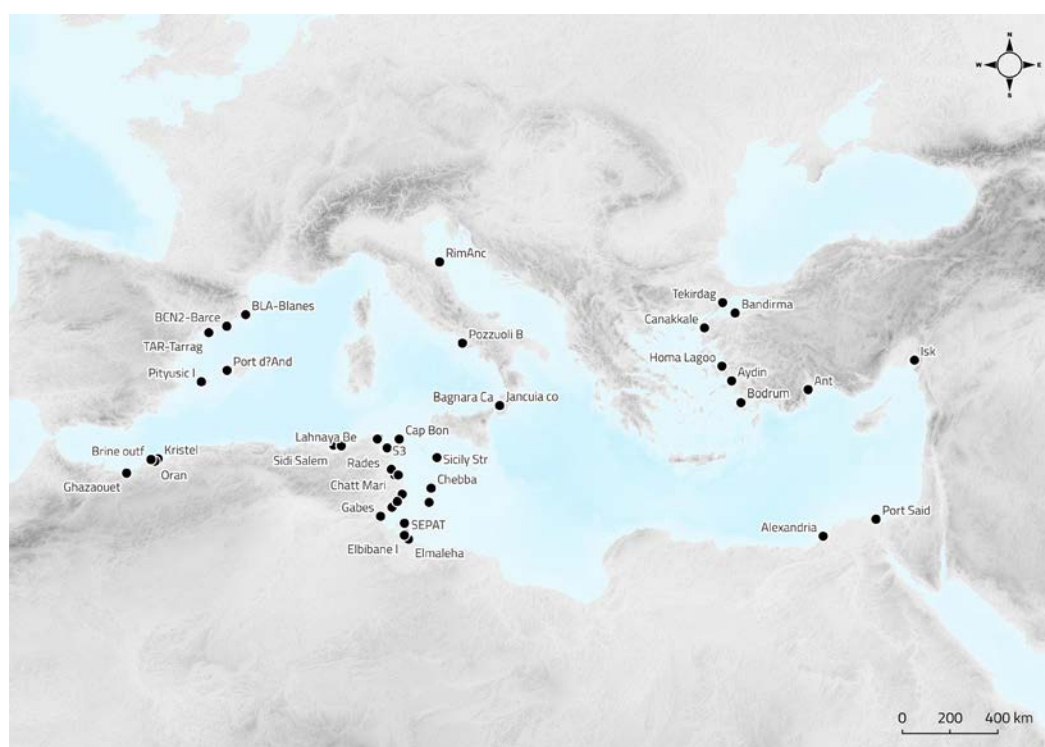 N
W E
S
RimAnc
Tekirdag
Bandirma
BLA-Blanes
BCN2-Barce
Canakkale
TAR-Tarrag
Pozzuoli B
Isk
Port d?And
Homa Lagoo
Pityusic I
Aydin
Ant
Bodrum
Bagnara Ca
Jancuia co
Cap Bon
Lahnaya Be
Brine outf
Kristel
S3
Sicily Str
Sidi Salem
Rades
Oran
Chebba
Ghazaouet
Chatt Mari
Gabes
Port Said
SEPAT
Alexandria
Elbibane l
Elmaleha
0 200 400 km